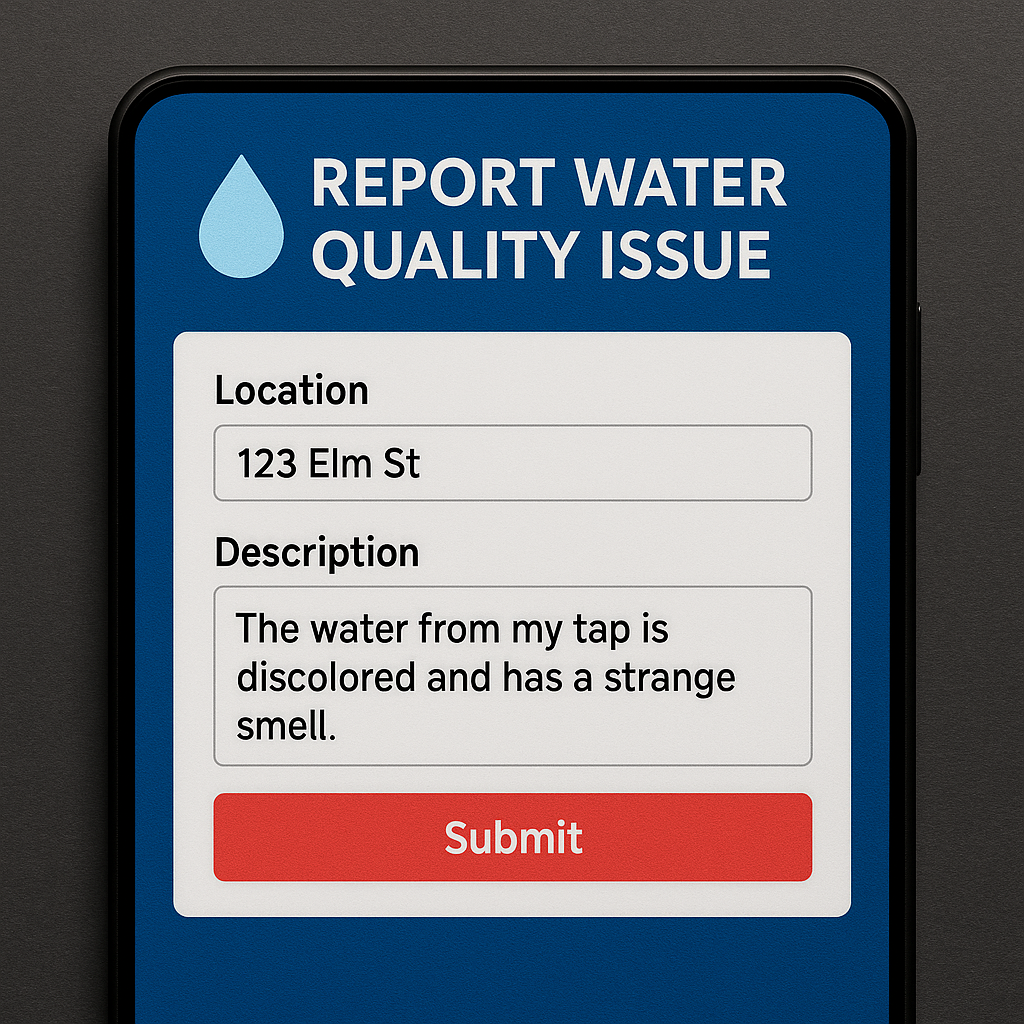 REPORT WATER
QUALITY ISSUE
Location
123 Elm St
Description
The water from my tap is
discolored and has a strange
smell.
Submit